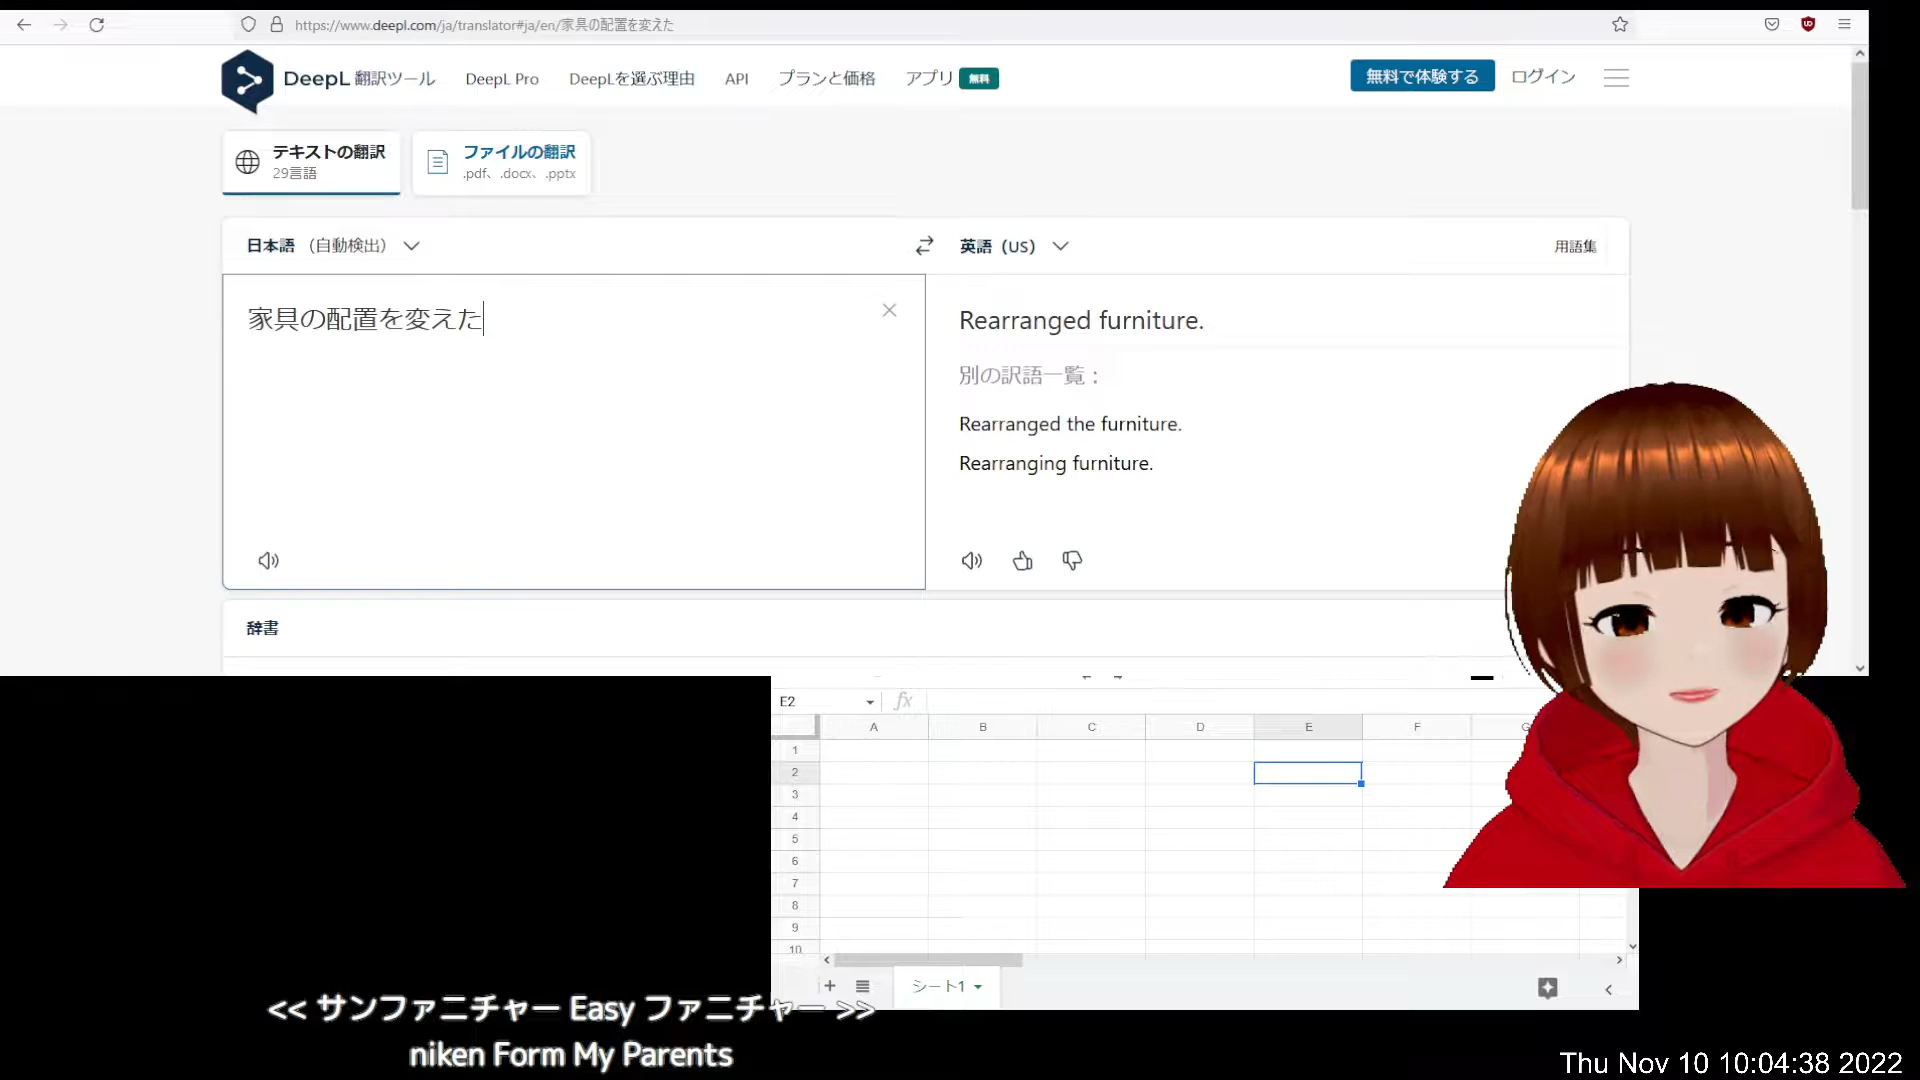 https://www.deepl.com/ja/translator#ja/en/家具の配置を変えた
DeepL 翻訳ツール
DeepL Pro
DeepLを選ぶ理由
API
プランと価格
アプリ 無料
無料で体験する
ログイン
テキストの翻訳
29言語
ファイルの翻訳
.pdf、.docx、.pptx
日本語 （自動検出）
英語（US）
用語集
家具の配置を変えた
Rearranged furniture.
別の訳語一覧：
Rearranged the furniture.
Rearranging furniture.
辞書
E2
fx
A B C D E F G
1
2
3
4
5
6
7
8
9
10
シート1
<< サンファニチャー Easy ファニチャー >>
niken Form My Parents
Thu Nov 10 10:04:38 2022